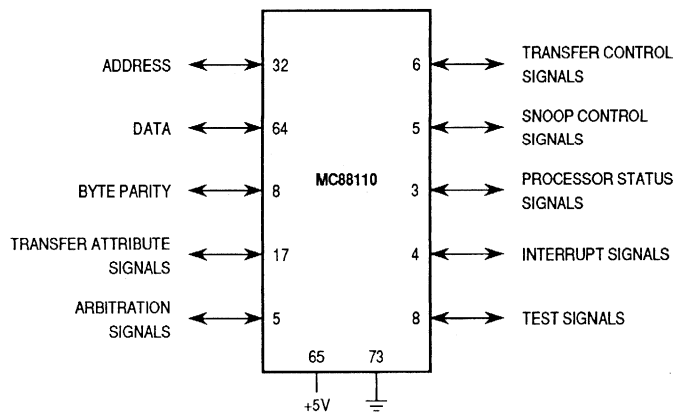 ADDRESS 32
DATA 64
BYTE PARITY 8
TRANSFER ATTRIBUTE
SIGNALS 17
ARBITRATION
SIGNALS 5
MC88110
6 TRANSFER CONTROL
SIGNALS
5 SNOOP CONTROL
SIGNALS
3 PROCESSOR STATUS
SIGNALS
4 INTERRUPT SIGNALS
8 TEST SIGNALS
65 73
+5V